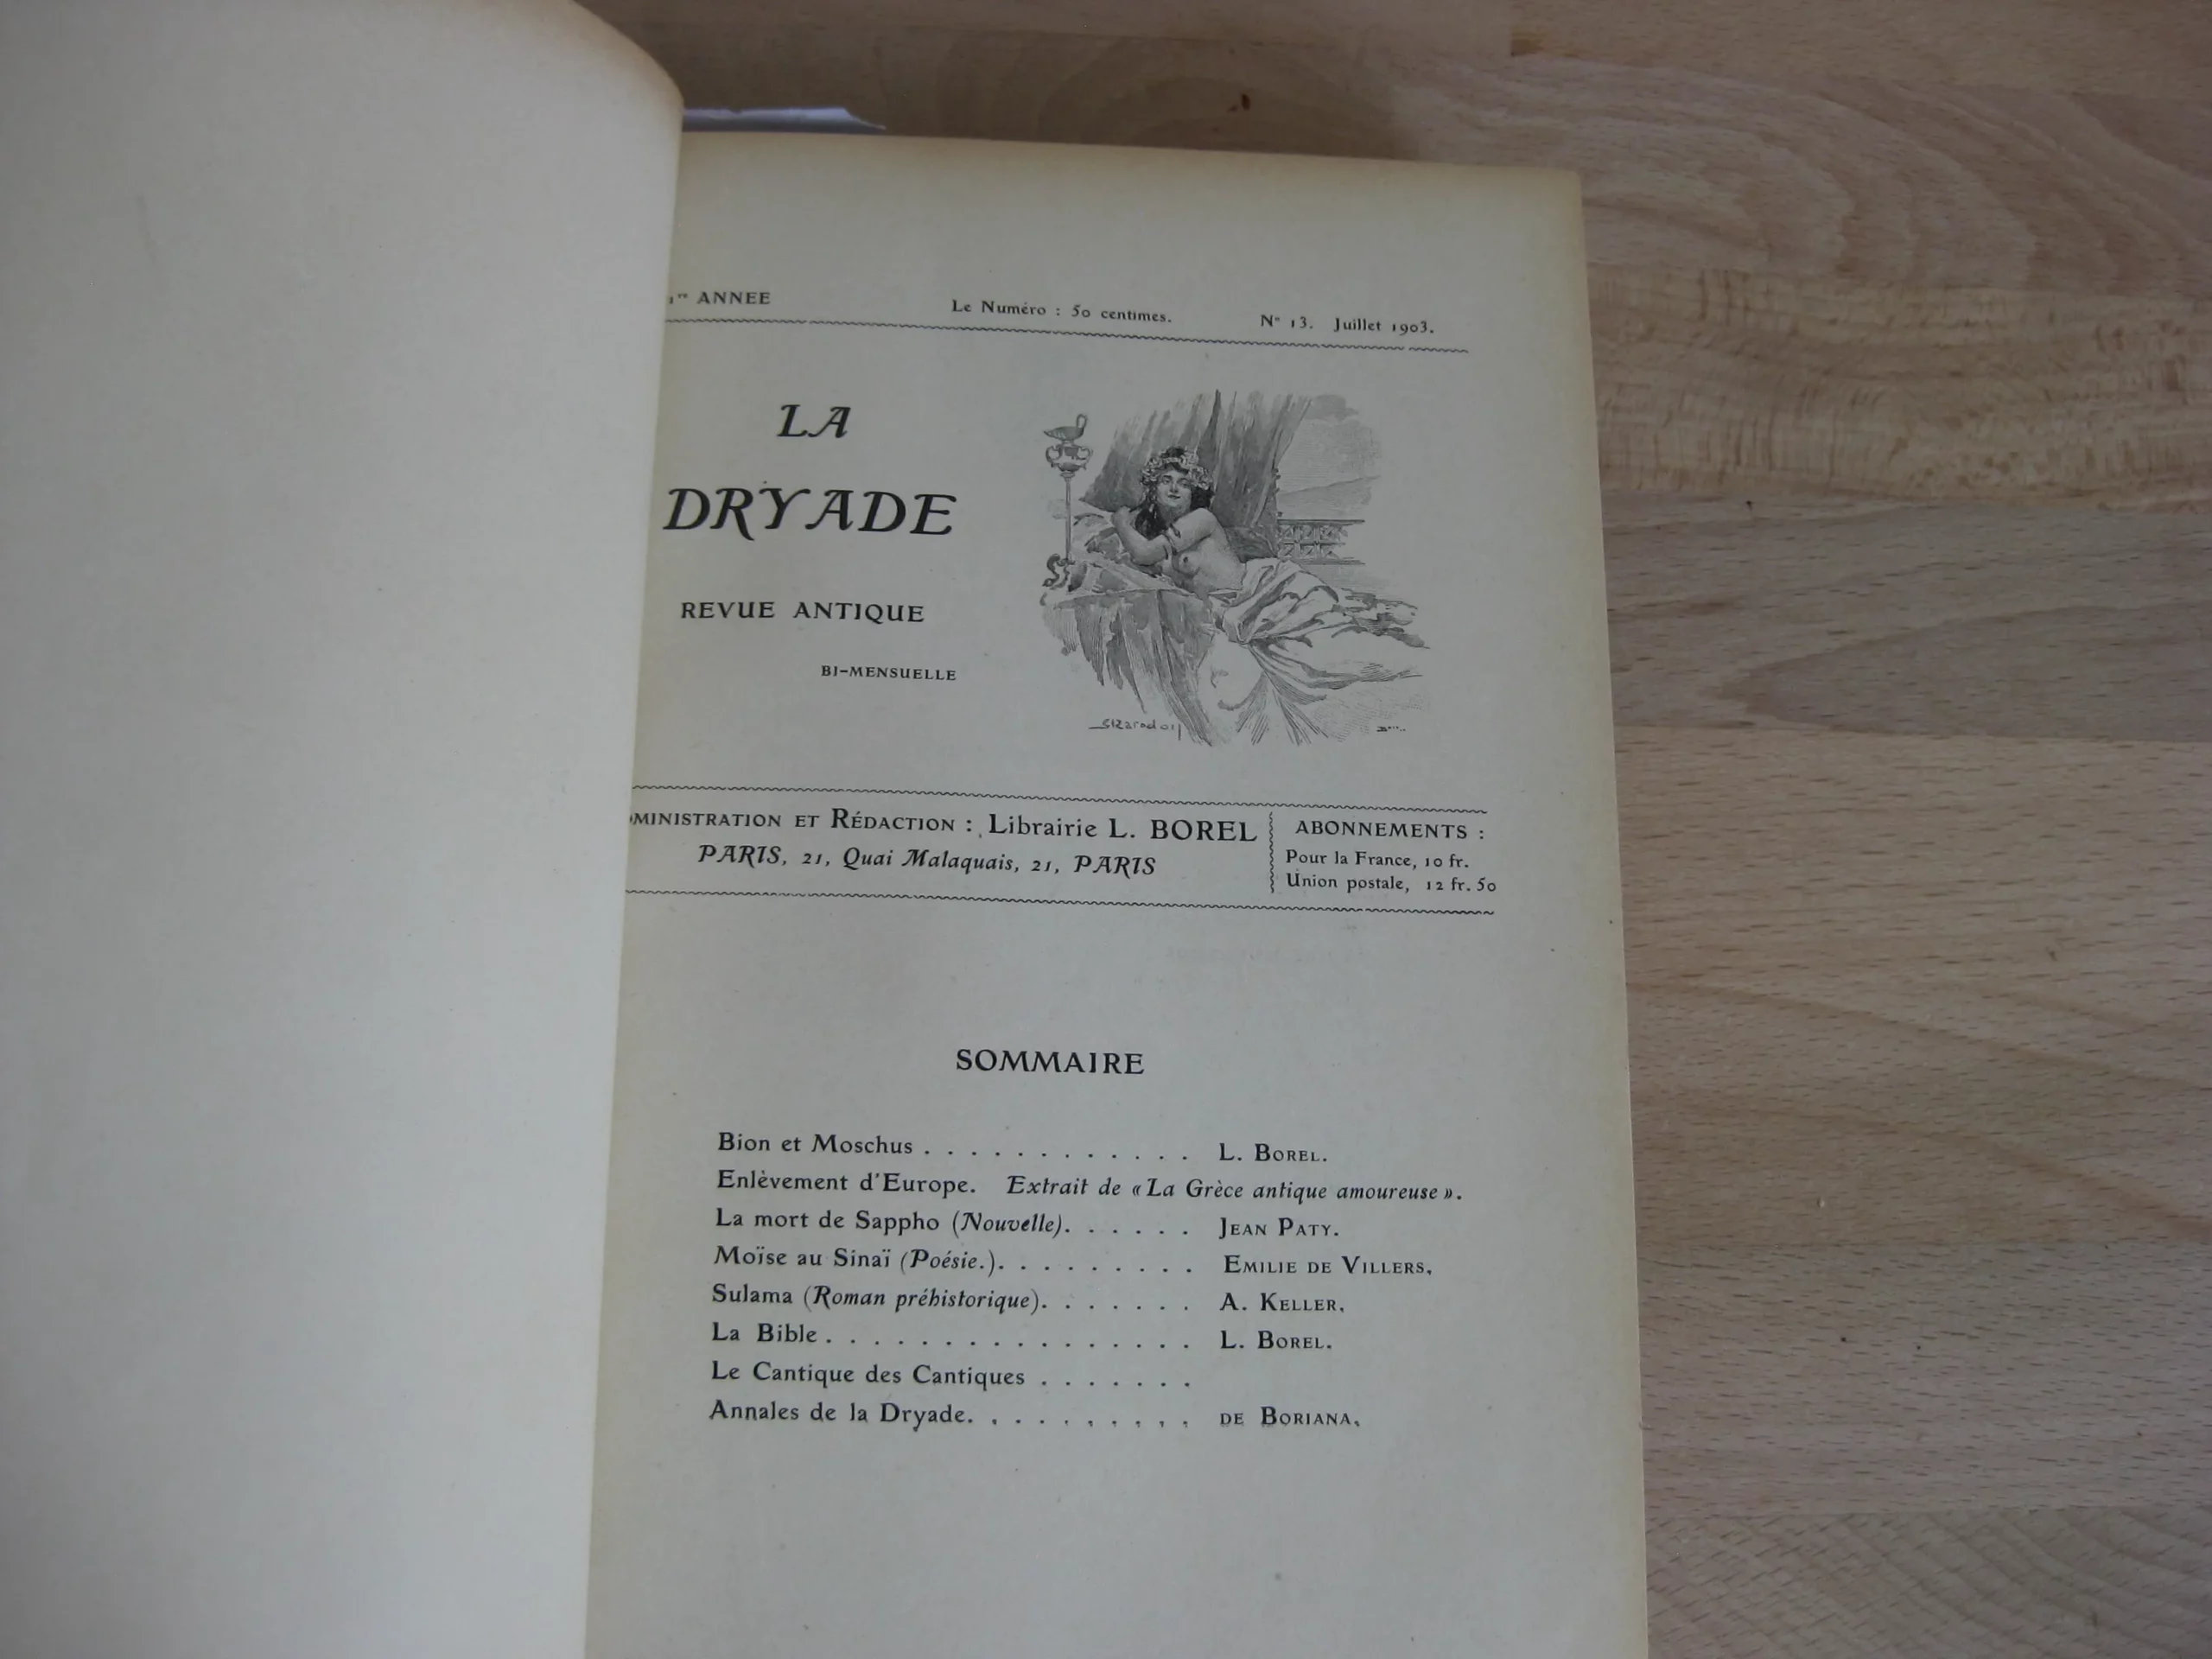 1re ANNEE
Le Numéro : 50 centimes.
N° 13. Juillet 1903.
LA
DRYADE
REVUE ANTIQUE
BI-MENSUELLE
MINISTRATION ET RÉDACTION : Librairie L. BOREL
PARIS, 21, Quai Malaquais, 21, PARIS
ABONNEMENTS :
Pour la France, 10 fr.
Union postale, 12 fr. 50
SOMMAIRE
Bion et Moschus . . . . . . . . . . . . L. BOREL.
Enlèvement d'Europe. Extrait de « La Grèce antique amoureuse ».
La mort de Sappho (Nouvelle). . . . . . JEAN PATY.
Moïse au Sinaï (Poésie.). . . . . . . . . EMILIE DE VILLERS,
Sulama (Roman préhistorique). . . . . . . A. KELLER,
La Bible . . . . . . . . . . . . . . . . L. BOREL.
Le Cantique des Cantiques . . . . . . .
Annales de la Dryade. , . . . , , , , , DE BORIANA,